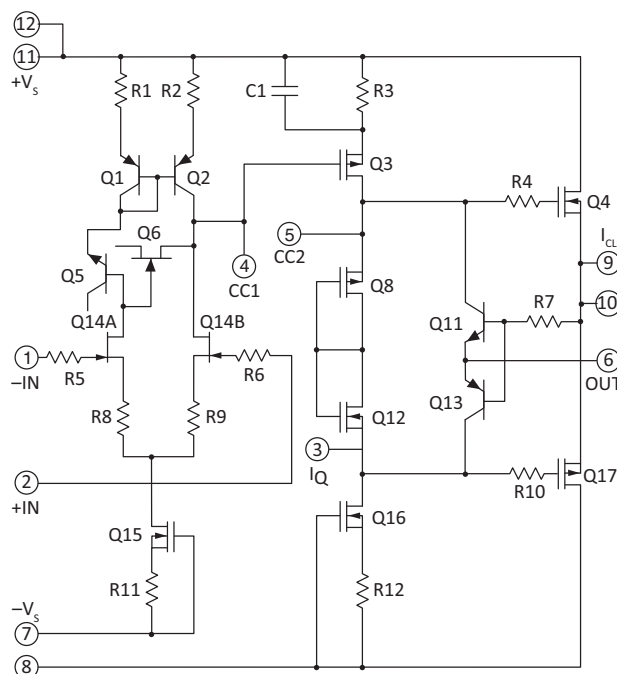 12
11
+Vs
R1
R2
C1
R3
Q1
Q2
Q3
R4
Q4
Q6
4
CC1
5
CC2
ICL
9
Q5
Q8
10
Q14A
Q14B
Q11
R7
1
–IN
R5
R6
6
OUT
R8
R9
Q12
Q13
3
IQ
2
+IN
R10
Q17
Q15
Q16
R11
R12
–Vs
7
8